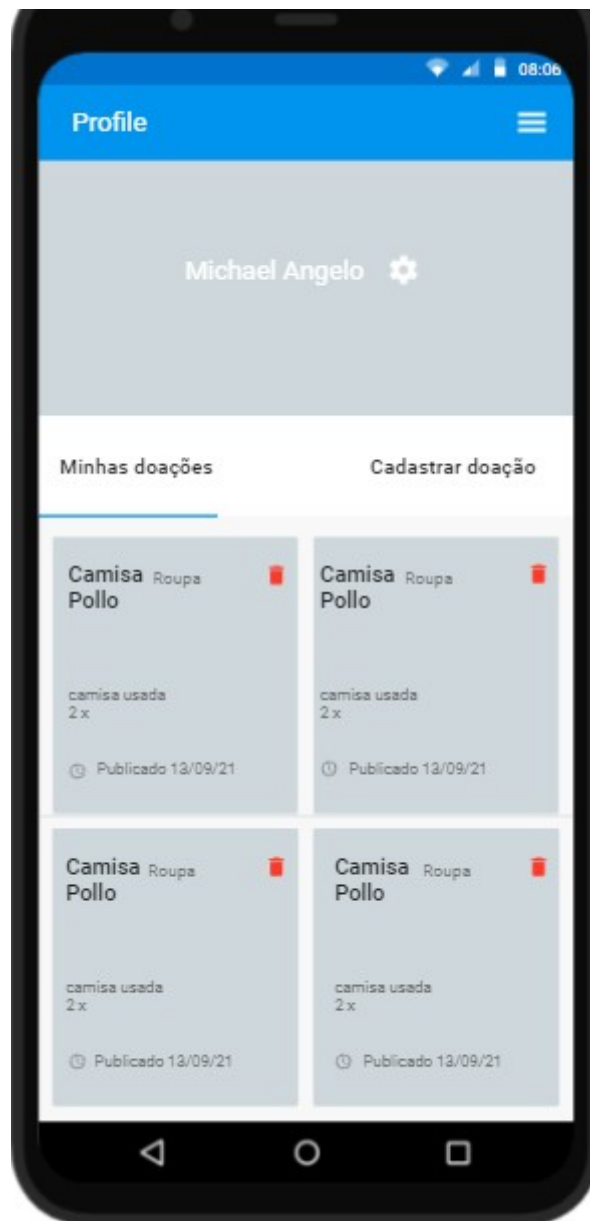 08:06
Profile
Michael Angelo
Minhas doações
Cadastrar doação
Camisa Roupa
Pollo
camisa usada
2 x
Publicado 13/09/21
Camisa Roupa
Pollo
camisa usada
2 x
Publicado 13/09/21
Camisa Roupa
Pollo
camisa usada
2 x
Publicado 13/09/21
Camisa Roupa
Pollo
camisa usada
2 x
Publicado 13/09/21